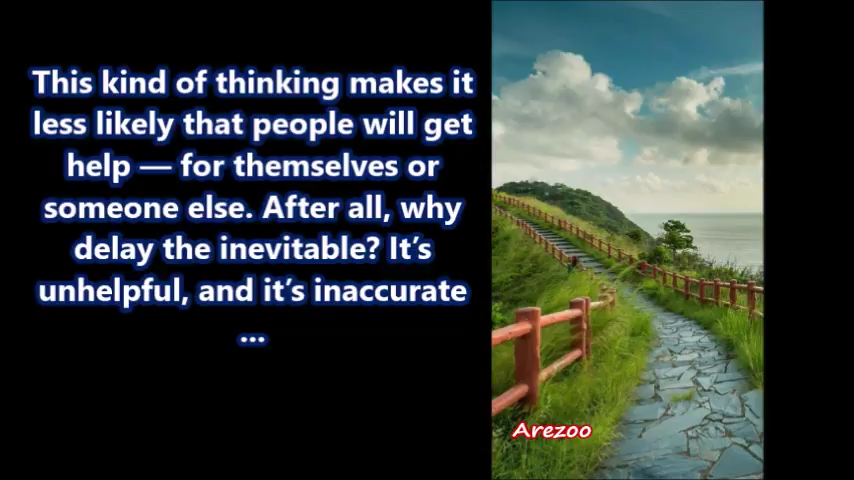 This kind of thinking makes it
less likely that people will get
help — for themselves or
someone else. After all, why
delay the inevitable? It’s
unhelpful, and it’s inaccurate
...
Arezoo